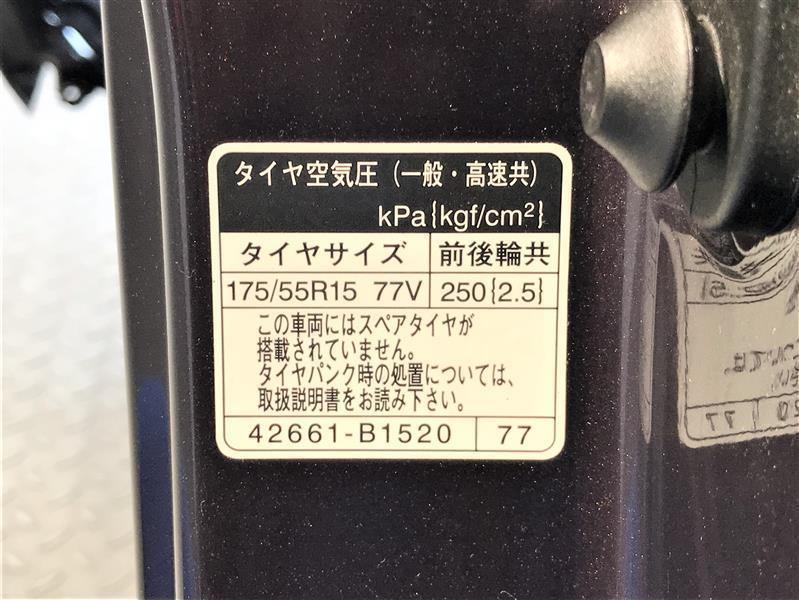 タイヤ空気圧（一般・高速共）
kPa{kgf/cm²}
タイヤサイズ 前後輪共
175/55R15 77V 250{2.5}
この車両にはスペアタイヤが
搭載されていません。
タイヤパンク時の処置については、
取扱説明書をお読み下さい。
42661-B1520 77